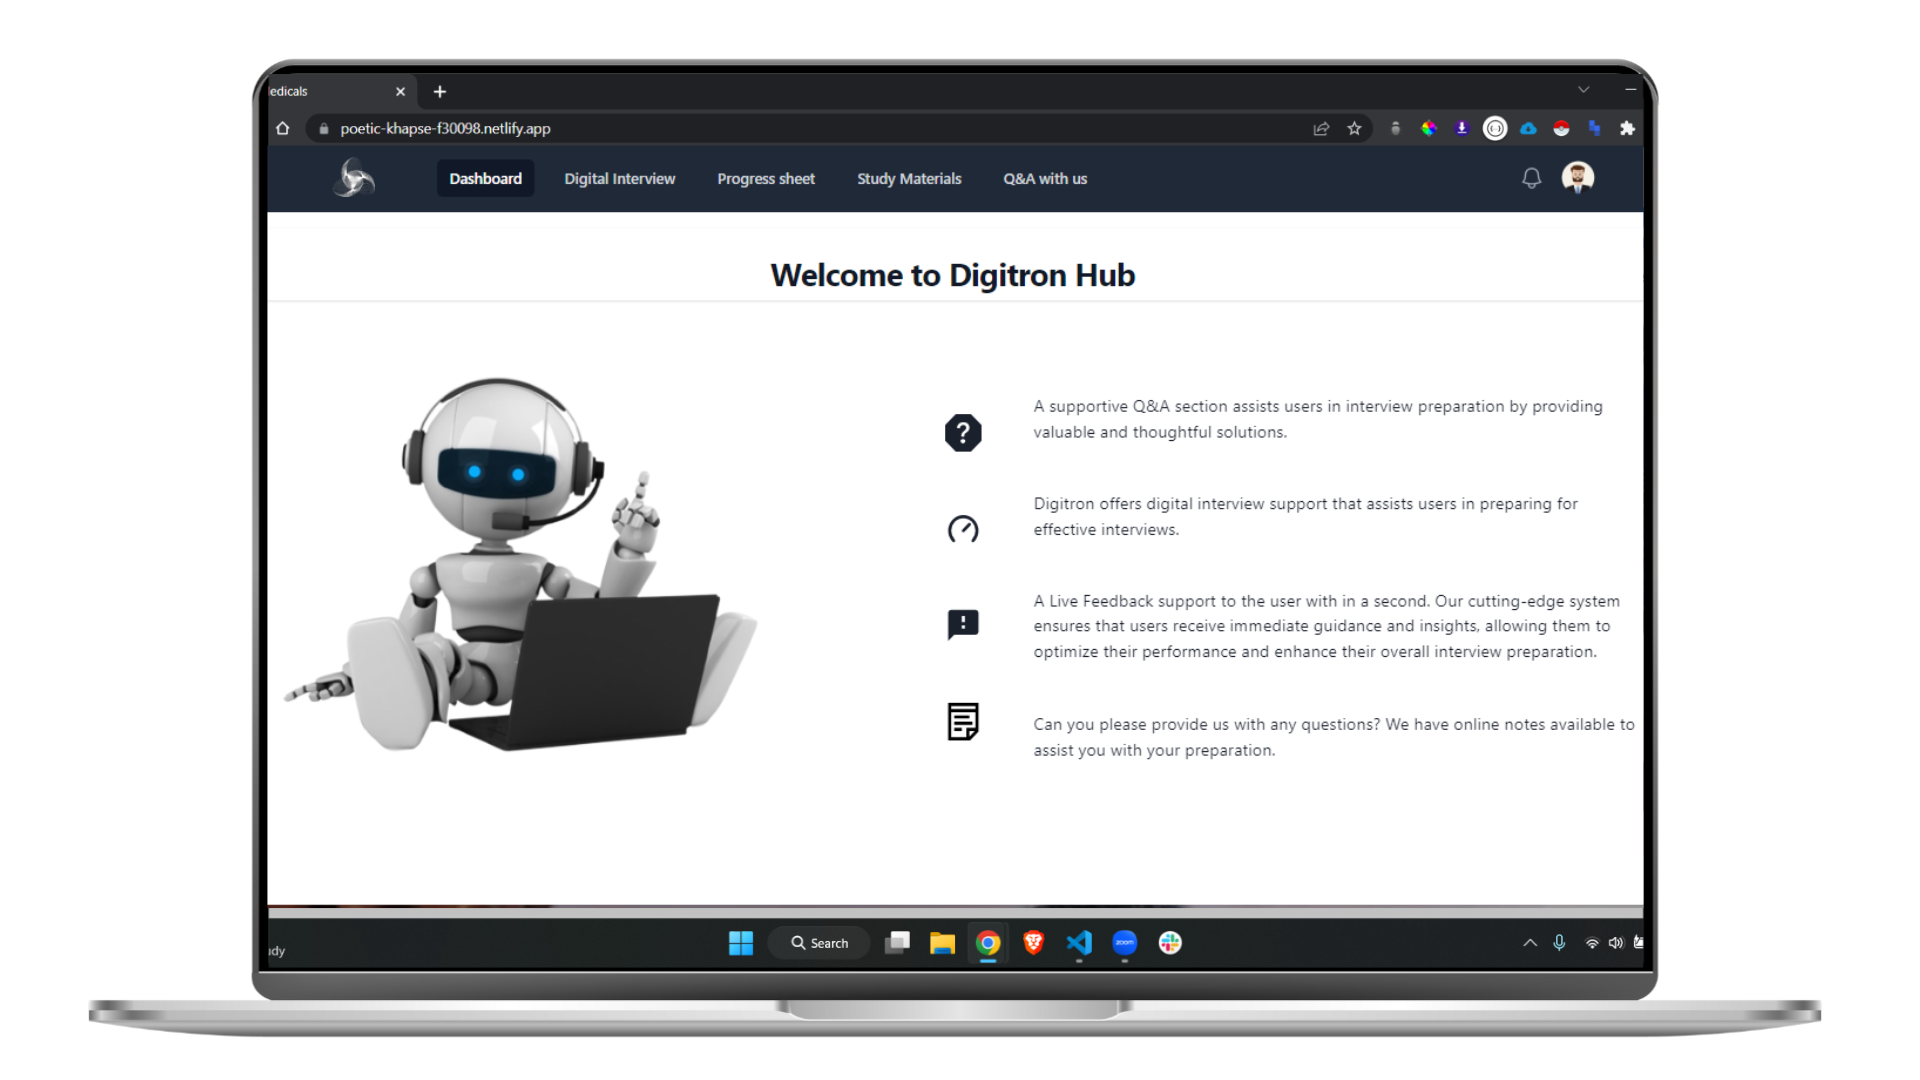 edicals
poetic-khapse-f30098.netlify.app
Dashboard Digital Interview Progress sheet Study Materials Q&A with us
Welcome to Digitron Hub
A supportive Q&A section assists users in interview preparation by providing
valuable and thoughtful solutions.
Digitron offers digital interview support that assists users in preparing for
effective interviews.
A Live Feedback support to the user with in a second. Our cutting-edge system
ensures that users receive immediate guidance and insights, allowing them to
optimize their performance and enhance their overall interview preparation.
Can you please provide us with any questions? We have online notes available to
assist you with your preparation.
udy
Search
zoom